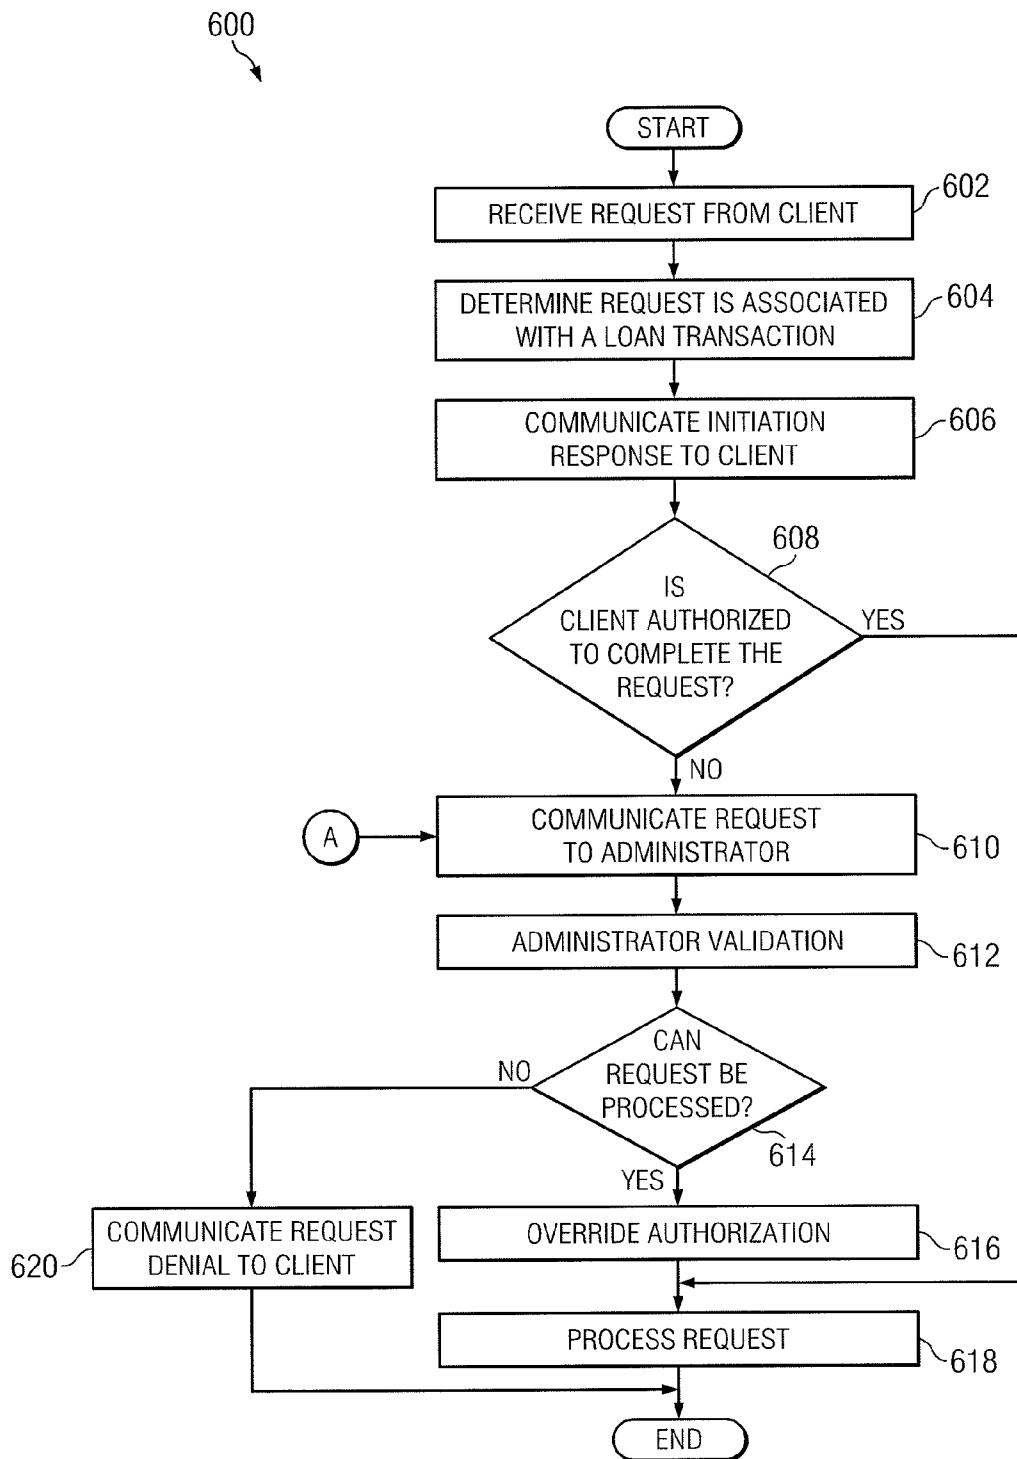 600
START
RECEIVE REQUEST FROM CLIENT
602
DETERMINE REQUEST IS ASSOCIATED
WITH A LOAN TRANSACTION
604
COMMUNICATE INITIATION
RESPONSE TO CLIENT
606
608
IS
CLIENT AUTHORIZED
TO COMPLETE THE
REQUEST?
YES
NO
A
COMMUNICATE REQUEST
TO ADMINISTRATOR
610
ADMINISTRATOR VALIDATION
612
CAN
REQUEST BE
PROCESSED?
NO
614
YES
COMMUNICATE REQUEST
DENIAL TO CLIENT
620
OVERRIDE AUTHORIZATION
616
PROCESS REQUEST
618
END